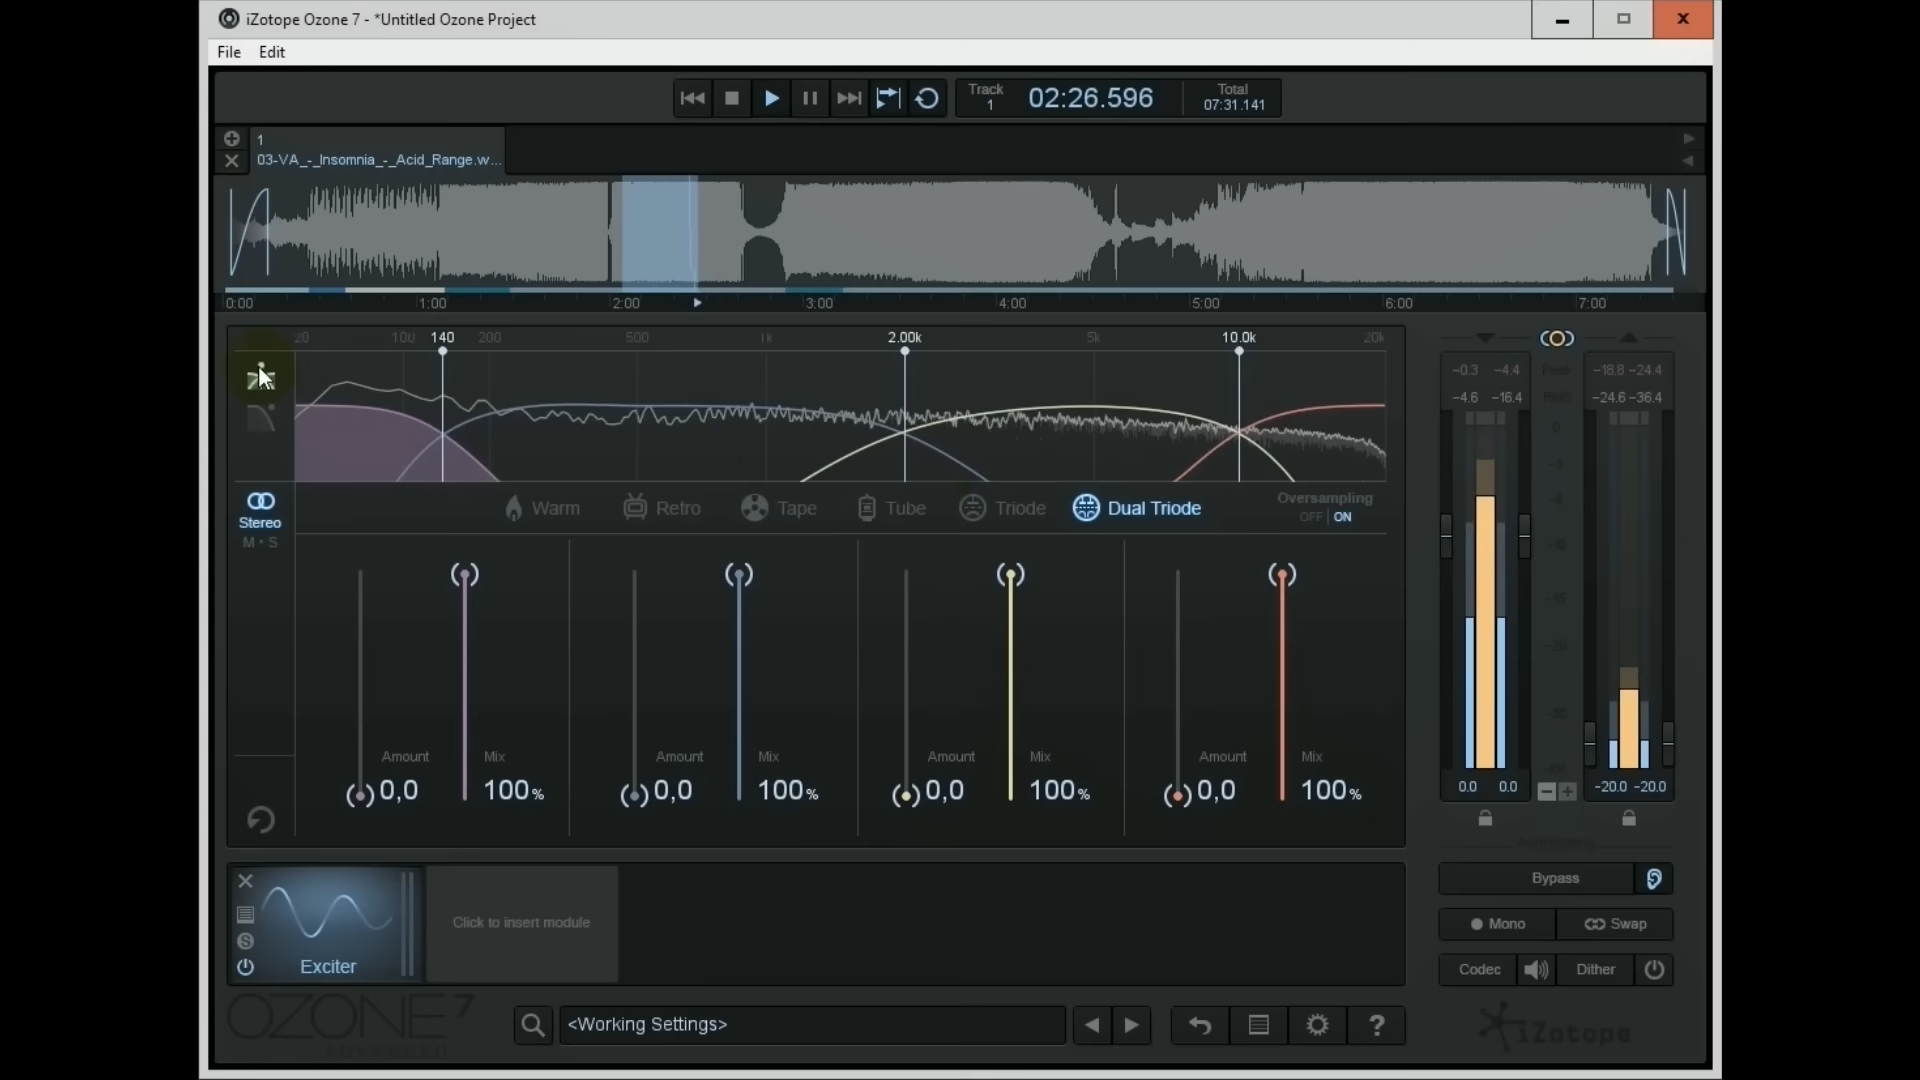 iZotope Ozone 7 - *Untitled Ozone Project
File Edit
Track 1 02:26.596 Total 07:31.141
1
03-VA_-_Insomnia_-_Acid_Range.w...
0:00 1:00 2:00 3:00 4:00 5:00 6:00 7:00
20 100 140 200 500 1k 2.00k 5k 10.0k 20k
-0.3 -4.4 Peak -18.8 -24.4
-4.6 -16.4 RMS -24.6 -36.4
Stereo
M • S
Warm Retro Tape Tube Triode Dual Triode
Oversampling
OFF | ON
Amount Mix Amount Mix Amount Mix Amount Mix
0,0 100% 0,0 100% 0,0 100% 0,0 100%
0.0 0.0 -20.0 -20.0
Exciter
Click to insert module
Bypass
Mono Swap
Codec Dither
OZONE 7
ADVANCED
<Working Settings>
?
iZotope